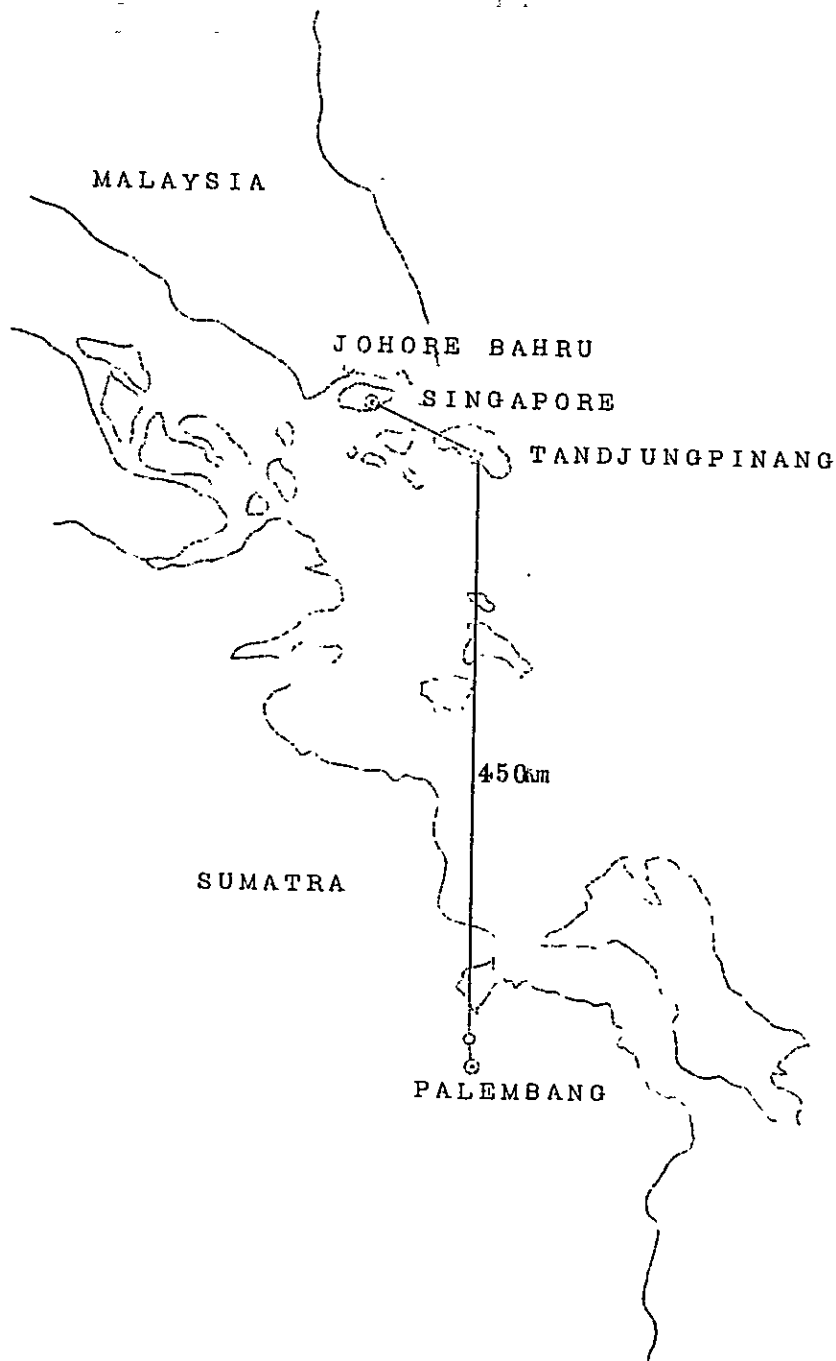 MALAYSIA
JOHORE BAHRU
SINGAPORE
TANDJUNGPINANG
450km
SUMATRA
PALEMBANG